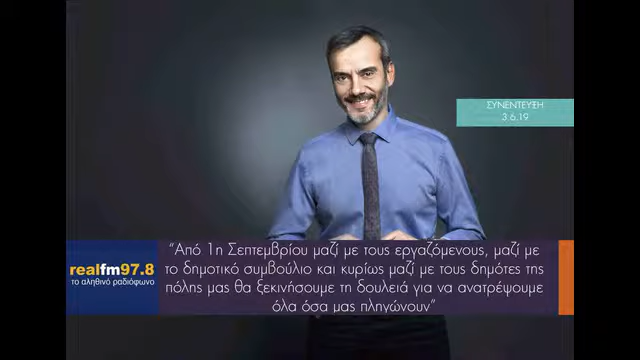 ΣΥΝΕΝΤΕΥΞΗ
3.6.19
“Από 1η Σεπτεμβρίου μαζί με τους εργαζόμενους, μαζί με
το δημοτικό συμβούλιο και κυρίως μαζί με τους δημότες της
πόλης μας θα ξεκινήσουμε τη δουλειά για να ανατρέψουμε
όλα όσα μας πληγώνουν”
realfm97.8
το αληθινό ραδιόφωνο